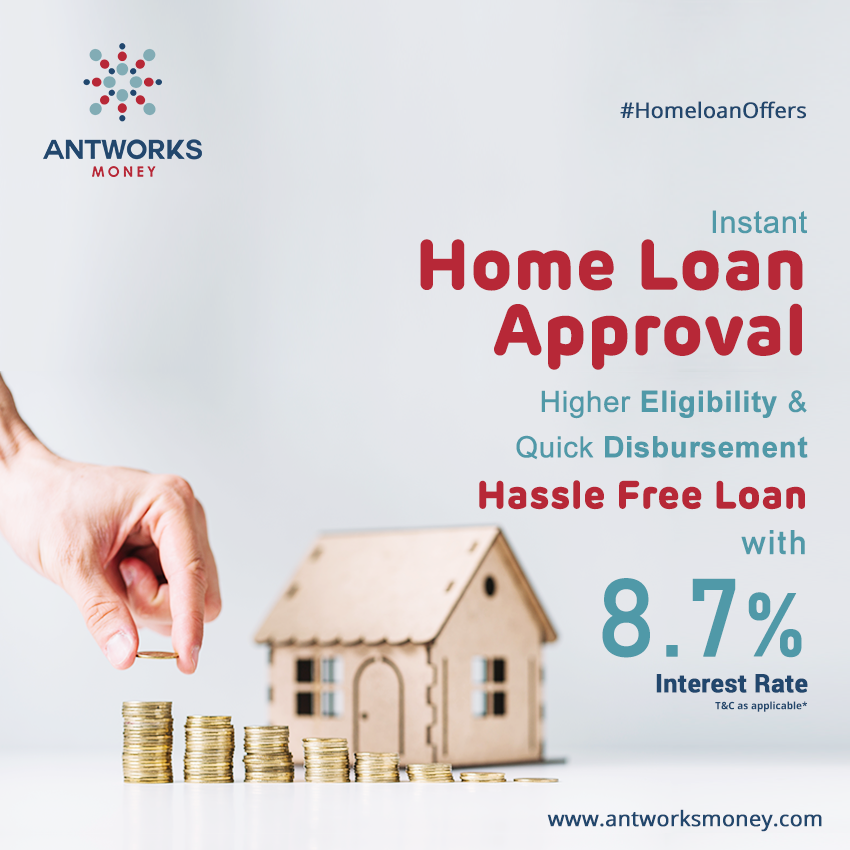 ANTWORKS
MONEY
#HomeloanOffers
Instant
Home Loan
Approval
Higher Eligibility &
Quick Disbursement
Hassle Free Loan
with
8.7%
Interest Rate
T&C as applicable*
www.antworksmoney.com